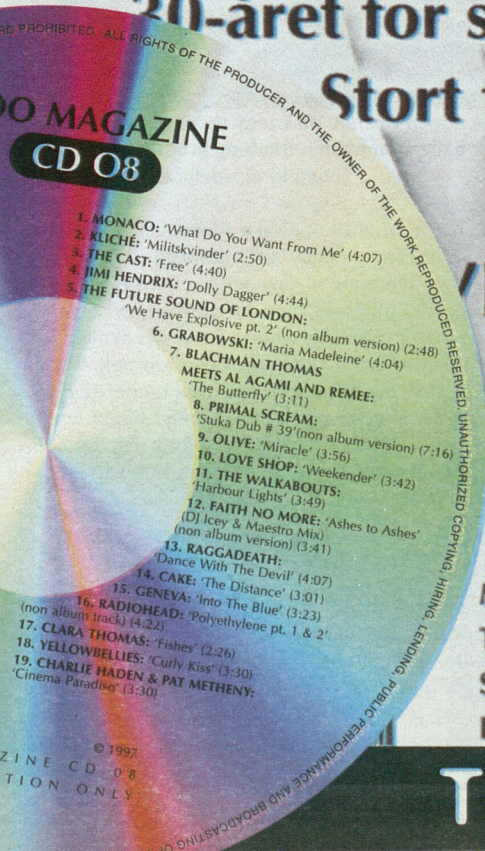 30-året for s
Stort
RD PROHIBITED. ALL RIGHTS OF THE PRODUCER AND THE OWNER OF THE WORK REPRODUCED RESERVED. UNAUTHORIZED COPYING, HIRING, LENDING, PUBLIC PERFORMANCE AND BROADCASTING OF
DO MAGAZINE
CD O8
1. MONACO: 'What Do You Want From Me' (4:07)
2. KLICHÉ: 'Militskvinder' (2:50)
3. THE CAST: 'Free' (4:40)
4. JIMI HENDRIX: 'Dolly Dagger' (4:44)
5. THE FUTURE SOUND OF LONDON:
'We Have Explosive pt. 2' (non album version) (2:48)
6. GRABOWSKI: 'Maria Madeleine' (4:04)
7. BLACHMAN THOMAS
MEETS AL AGAMI AND REMEE:
'The Butterfly' (3:11)
8. PRIMAL SCREAM:
'Stuka Dub # 39'(non album version) (7:16)
9. OLIVE: 'Miracle' (3:56)
10. LOVE SHOP: 'Weekender' (3:42)
11. THE WALKABOUTS:
'Harbour Lights' (3:49)
12. FAITH NO MORE: 'Ashes to Ashes'
(DJ Icey & Maestro Mix)
(non album version) (3:41)
13. RAGGADEATH:
'Dance With The Devil' (4:07)
14. CAKE: 'The Distance' (3:01)
15. GENEVA: 'Into The Blue' (3:23)
16. RADIOHEAD: 'Polyethylene pt. 1 & 2'
(non album track) (4:22)
17. CLARA THOMAS: 'Fishes' (2:26)
18. YELLOWBELLIES: 'Curly Kiss' (3:30)
19. CHARLIE HADEN & PAT METHENY:
'Cinema Paradiso' (3:30)
© 1997
ZINE CD 08
TION ONLY
T